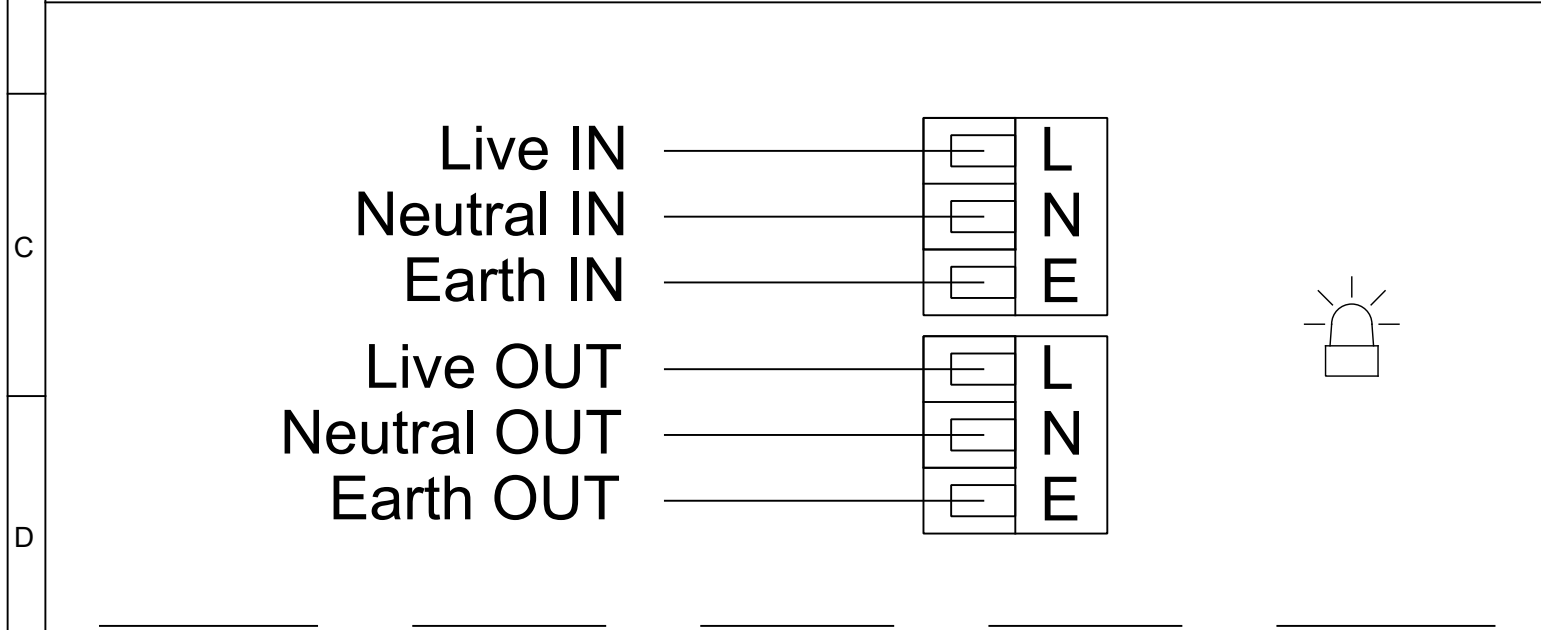 Live IN L
Neutral IN N
C
Earth IN E
Live OUT L
Neutral OUT N
Earth OUT E
D